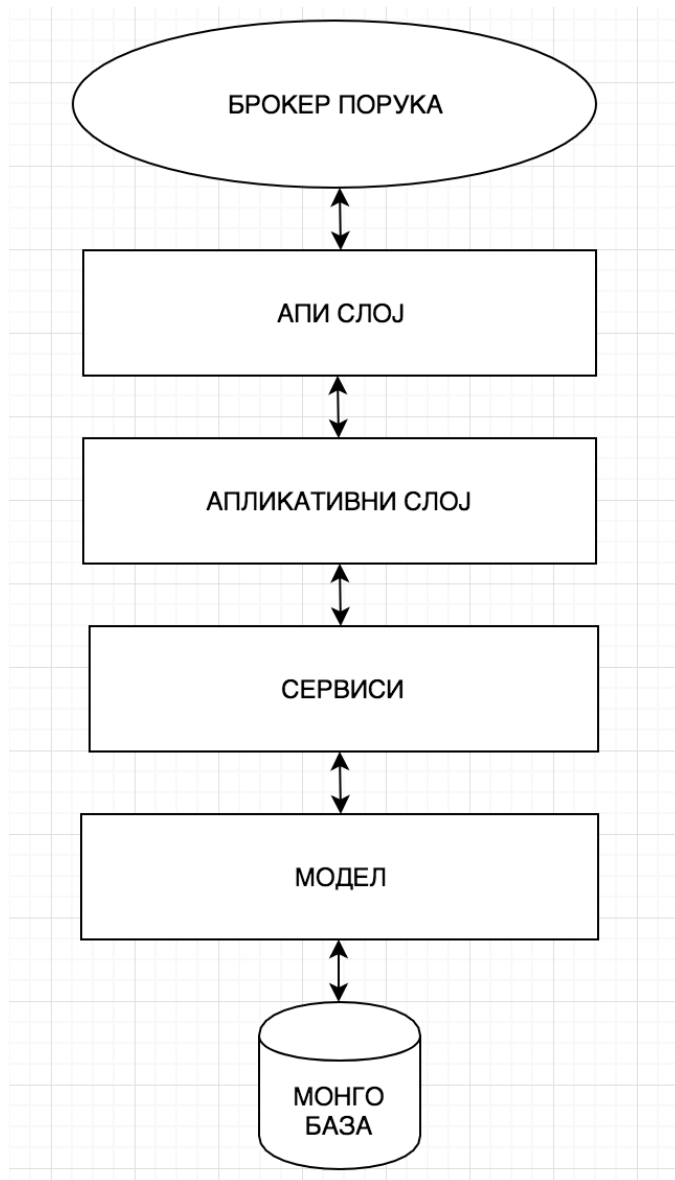 БРОКЕР ПОРУКА
АПИ СЛОЈ
АПЛИКАТИВНИ СЛОЈ
СЕРВИСИ
МОДЕЛ
МОНГО
БАЗА